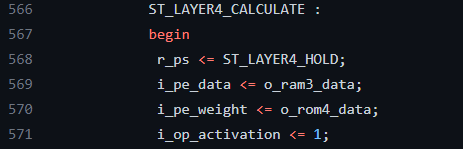 566 ST_LAYER4_CALCULATE :
567 begin
568 r_ps <= ST_LAYER4_HOLD;
569 i_pe_data <= o_ram3_data;
570 i_pe_weight <= o_rom4_data;
571 i_op_activation <= 1;